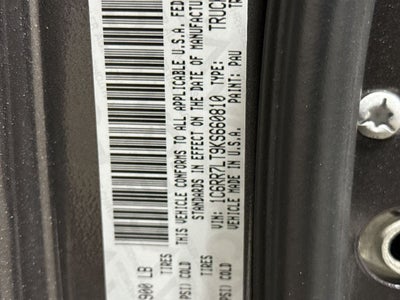 900 LB
TIRES
PSI) COLD
TIRES
PSI) COLD
THIS VEHICLE CONFORMS TO ALL APPLICABLE U.S.A. FED
STANDARDS IN EFFECT ON THE DATE OF MANUFACTUR
VIN: 1C6RR7LT9KS660810 TYPE: TRUCK
VEHICLE MADE IN U.S.A. PAINT: PAU TR